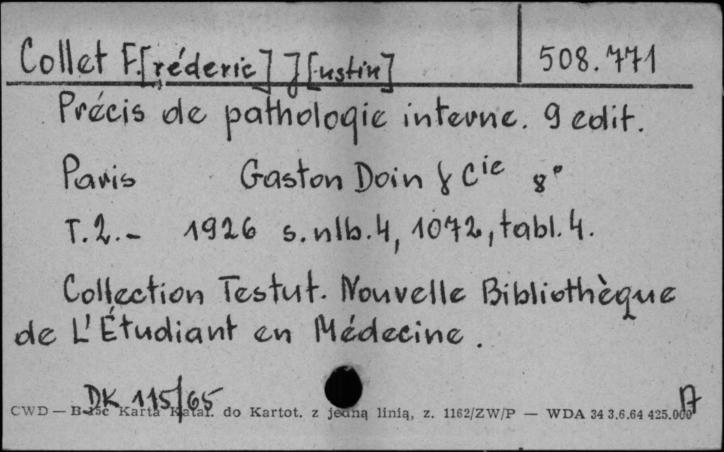 Collet F.[réderic] J[ustin] 508.771
Précis de pathologie interne. 9 edit.
Paris Gaston Doin & Cie 8°
T.2.- 1926 s. nlb. 4, 1072, tabl. 4.
Collection Testut. Nouvelle Bibliothèque
de L'Étudiant en Médecine.
DK 115/65
CWD — B-15c Karta Katal. do Kartot. z jedną linią, z. 1162/ZW/P — WDA 34 3.6.64 425.000